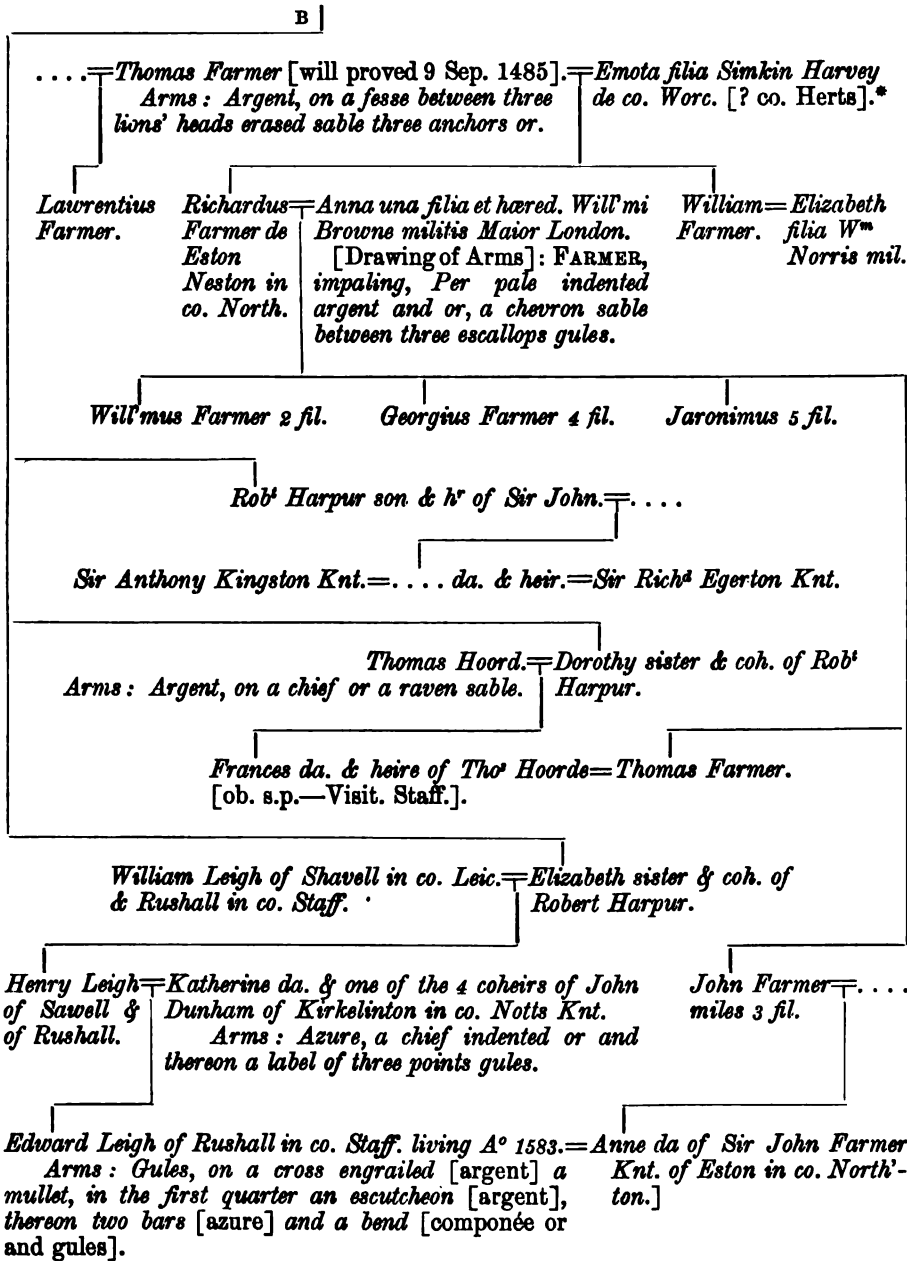 B
. . . .=Thomas Farmer [will proved 9 Sep. 1485].=Emota filia Simkin Harvey
Arms: Argent, on a fesse between three
lions' heads erased sable three anchors or.
de co. Worc. [? co. Herts].*
Lawrentius
Farmer.
Richardus=Anna una filia et hæred. Will'mi
Farmer de
Eston
Neston in
co. North.
Browne militis Maior London.
[Drawing of Arms]: FARMER,
impaling, Per pale indented
argent and or, a chevron sable
between three escallops gules.
William=Elizabeth
Farmer.
filia Wᵐ
Norris mil.
Will'mus Farmer 2 fil.
Georgius Farmer 4 fil.
Jaronimus 5 fil.
Robᵗ Harpur son & hʳ of Sir John.=. . . .
Sir Anthony Kingston Knt.=. . . . da. & heir.=Sir Richᵈ Egerton Knt.
Thomas Hoord.=Dorothy sister & coh. of Robᵗ
Arms: Argent, on a chief or a raven sable.
Harpur.
Frances da. & heire of Thoˢ Hoorde=Thomas Farmer.
[ob. s.p.—Visit. Staff.].
William Leigh of Shavell in co. Leic.=Elizabeth sister & coh. of
& Rushall in co. Staff.
Robert Harpur.
Henry Leigh=Katherine da. & one of the 4 coheirs of John
of Sawell &
of Rushall.
Dunham of Kirkelinton in co. Notts Knt.
Arms: Azure, a chief indented or and
thereon a label of three points gules.
John Farmer=. . . .
miles 3 fil.
Edward Leigh of Rushall in co. Staff. living Aº 1583.=Anne da of Sir John Farmer
Arms: Gules, on a cross engrailed [argent] a
mullet, in the first quarter an escutcheon [argent],
thereon two bars [azure] and a bend [componée or
and gules].
Knt. of Eston in co. North'-
ton.]